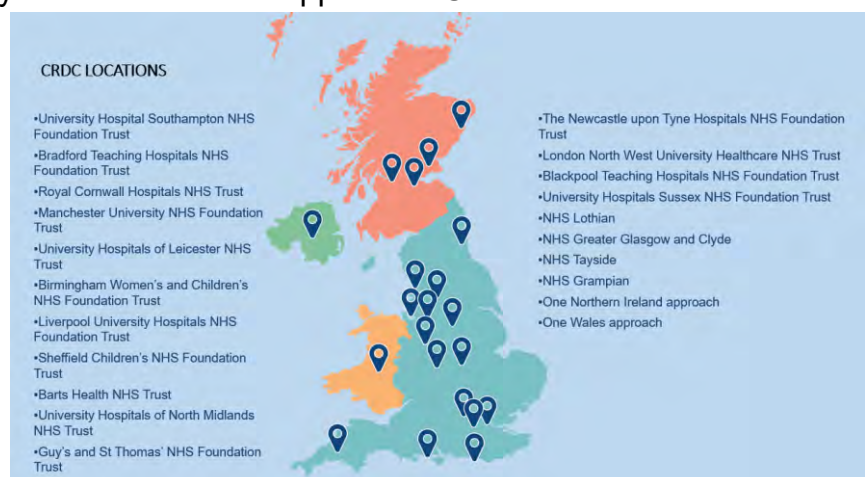 CRDC LOCATIONS
•University Hospital Southampton NHS
Foundation Trust
•Bradford Teaching Hospitals NHS
Foundation Trust
•Royal Cornwall Hospitals NHS Trust
•Manchester University NHS Foundation
Trust
•University Hospitals of Leicester NHS
Trust
•Birmingham Women's and Children's
NHS Foundation Trust
•Liverpool University Hospitals NHS
Foundation Trust
•Sheffield Children's NHS Foundation
Trust
•Barts Health NHS Trust
•University Hospitals of North Midlands
NHS Trust
•Guy's and St Thomas' NHS Foundation
Trust
•The Newcastle upon Tyne Hospitals NHS Foundation
Trust
•London North West University Healthcare NHS Trust
•Blackpool Teaching Hospitals NHS Foundation Trust
•University Hospitals Sussex NHS Foundation Trust
•NHS Lothian
•NHS Greater Glasgow and Clyde
•NHS Tayside
•NHS Grampian
•One Northern Ireland approach
•One Wales approach